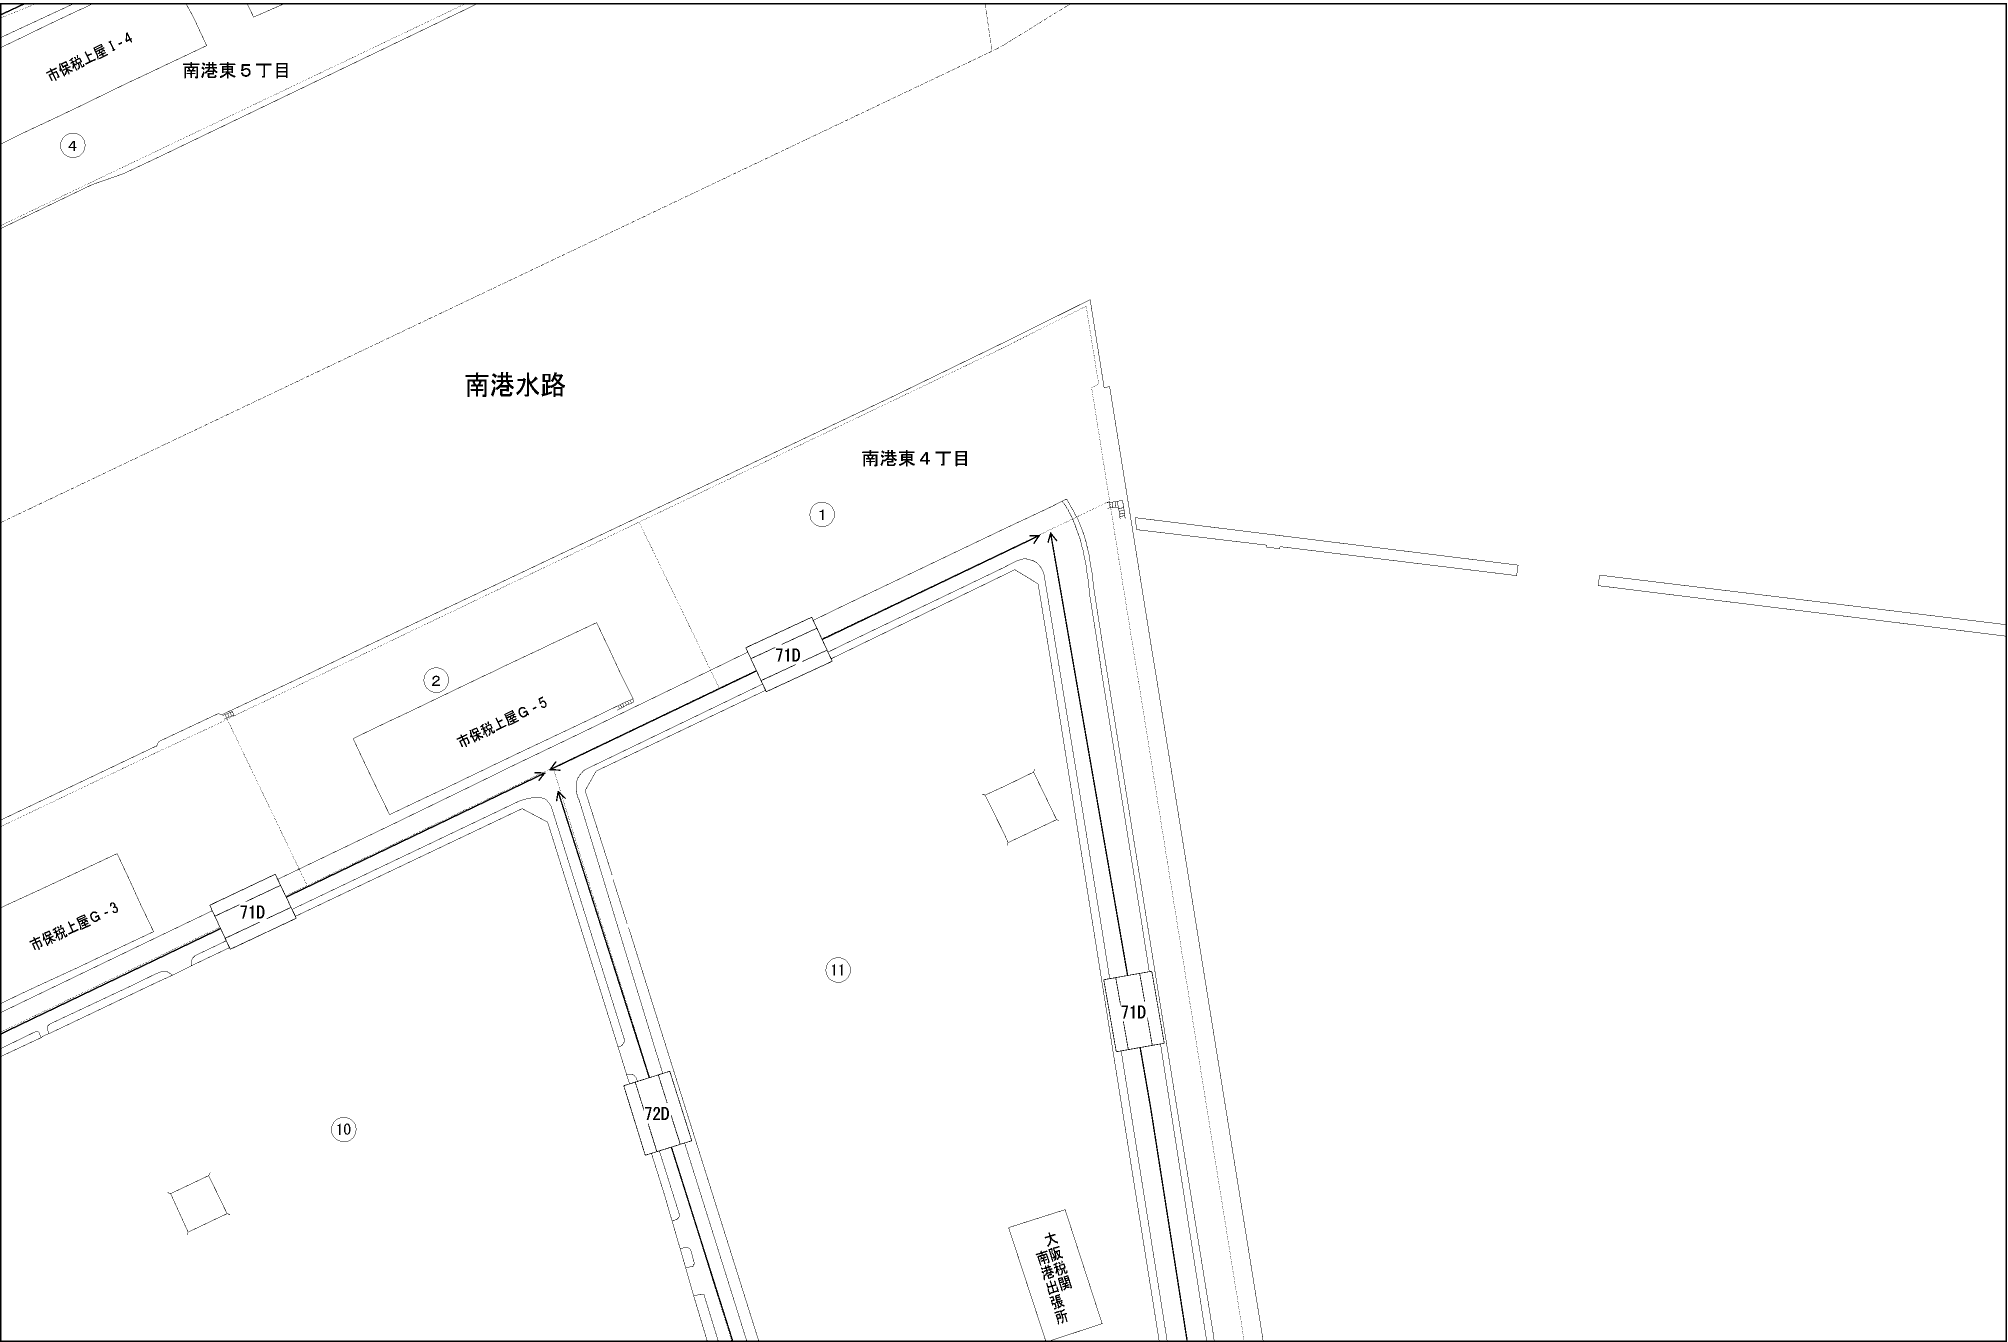 市保税上屋Ｉ-４
南港東５丁目
4
南港水路
南港東４丁目
1
2
71D
市保税上屋Ｇ-５
71D
市保税上屋Ｇ-３
11
71D
72D
10
大阪税関
南港出張所